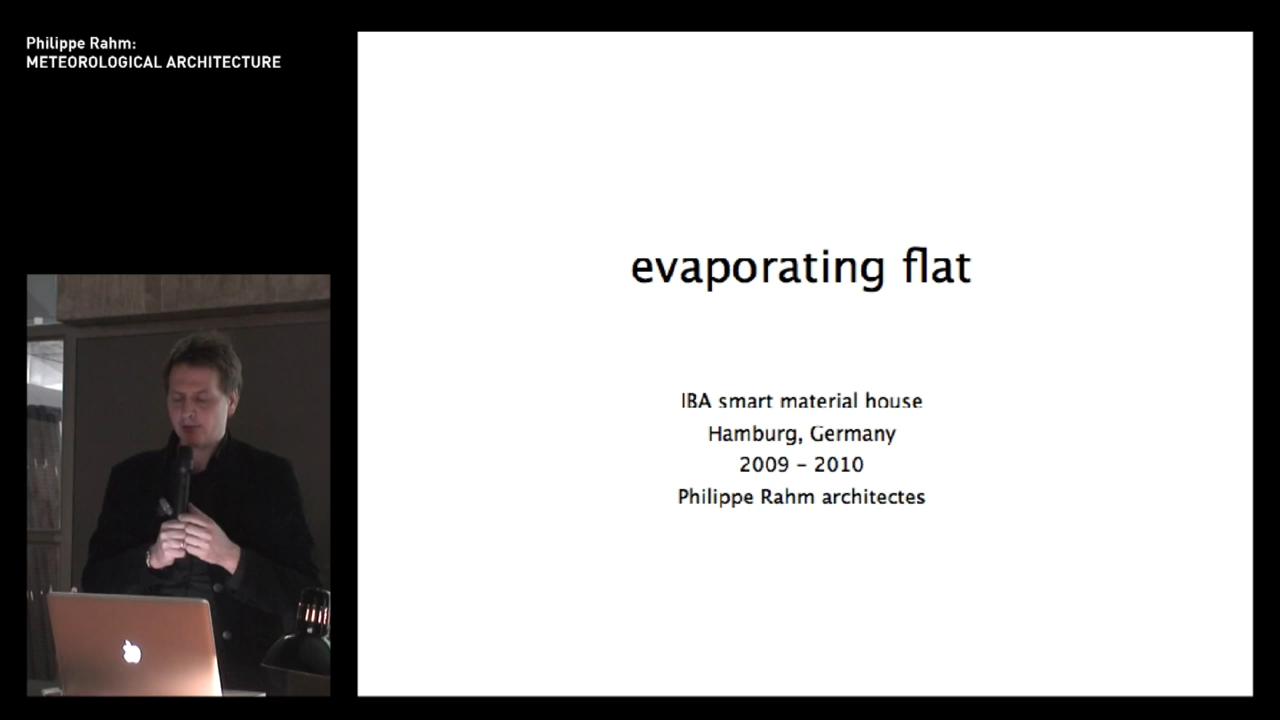 Philippe Rahm:
METEOROLOGICAL ARCHITECTURE
evaporating flat
IBA smart material house
Hamburg, Germany
2009 – 2010
Philippe Rahm architectes